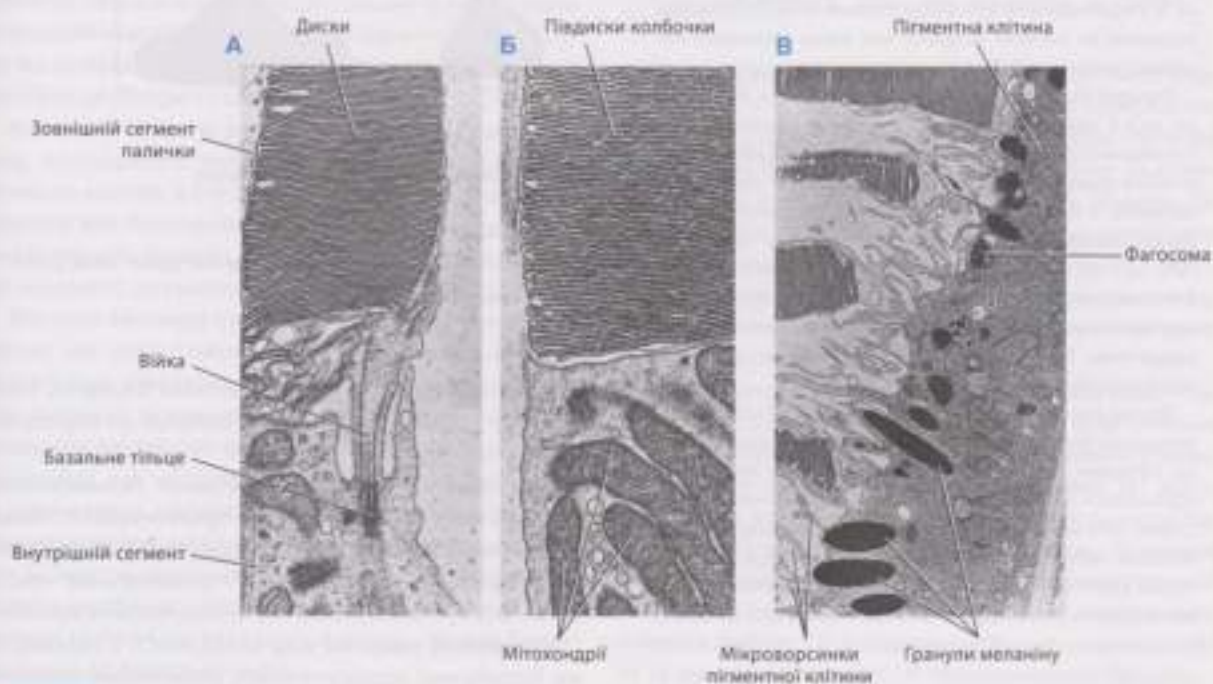 А
Диски
Зовнішній сегмент
палички
Війка
Базальне тільце
Внутрішній сегмент
Б
Півдиски колбочки
Мітохондрії
В
Пігментна клітина
Фагосома
Мікроворсинки
пігментної клітини
Гранули меланіну